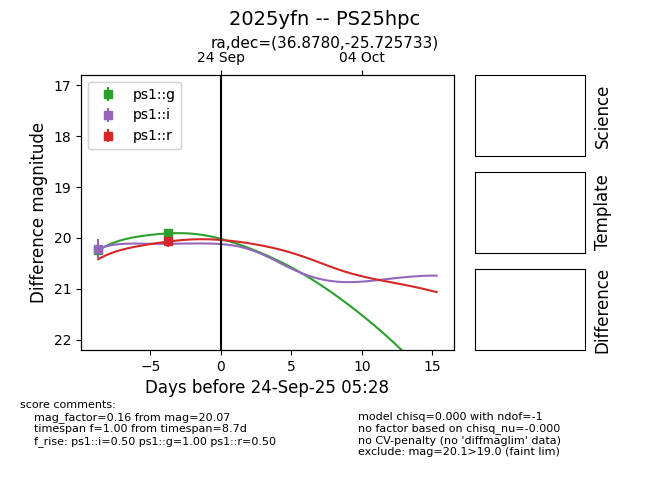 2025yfn -- PS25hpc
ra,dec=(36.8780,-25.725733)
24 Sep
04 Oct
ps1::g
ps1::i
ps1::r
17
18
19
20
21
22
Difference magnitude
−5
0
5
10
15
Days before 24-Sep-25 05:28
Science
Template
Difference
score comments:
mag_factor=0.16 from mag=20.07
timespan f=1.00 from timespan=8.7d
f_rise: ps1::i=0.50 ps1::g=1.00 ps1::r=0.50
model chisq=0.000 with ndof=-1
no factor based on chisq_nu=-0.000
no CV-penalty (no 'diffmaglim' data)
exclude: mag=20.1>19.0 (faint lim)